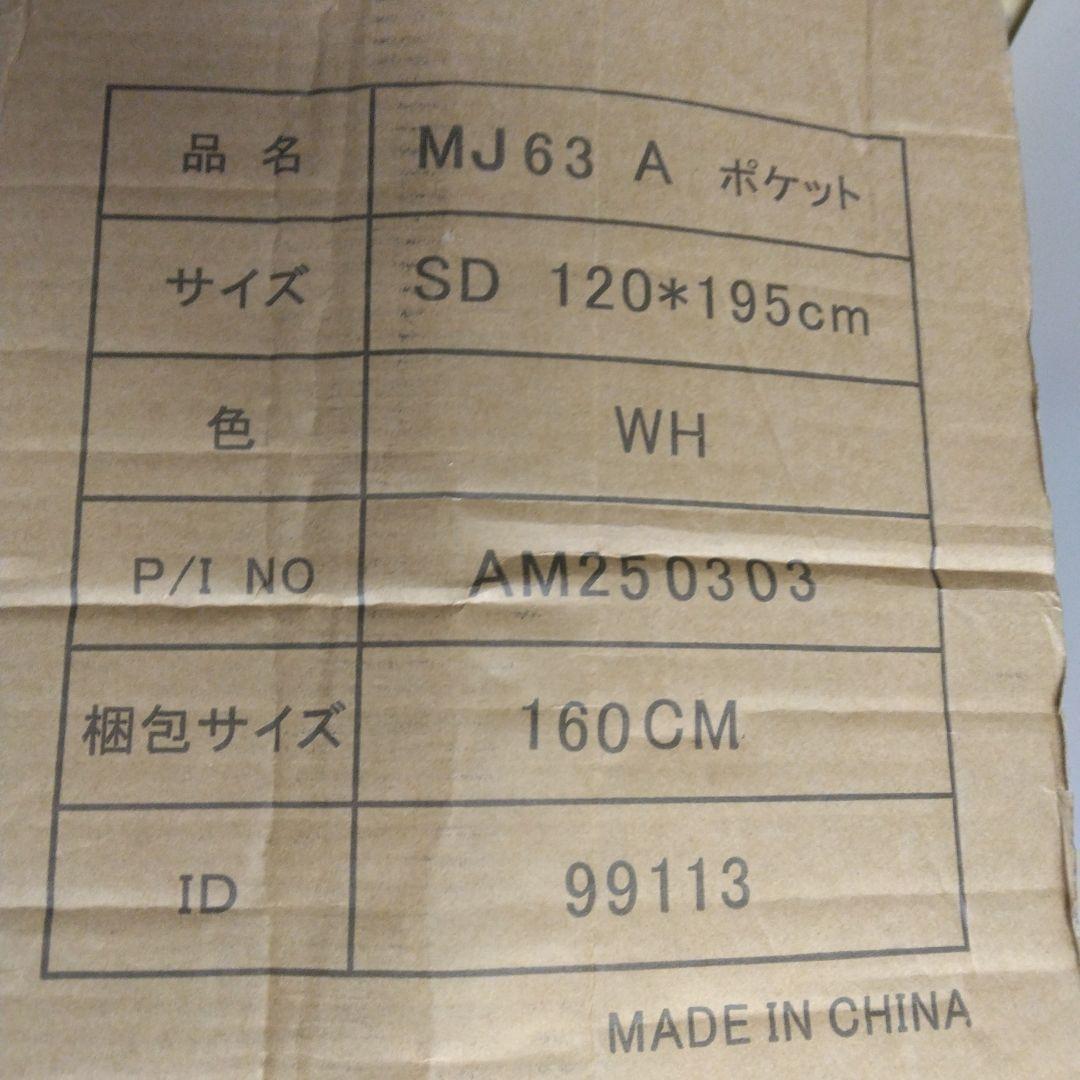 品名 MJ63 A ポケット
サイズ SD 120*195cm
色 WH
P/I NO AM250303
梱包サイズ 160CM
ID 99113
MADE IN CHINA